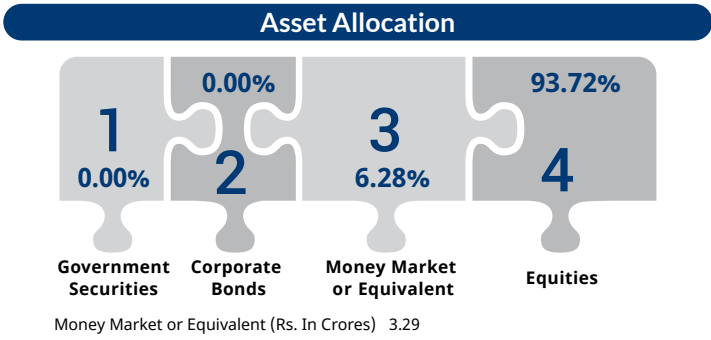 Asset Allocation
1
0.00%
0.00%
2
3
6.28%
93.72%
4
Government
Securities
Corporate
Bonds
Money Market
or Equivalent
Equities
Money Market or Equivalent (Rs. In Crores) 3.29